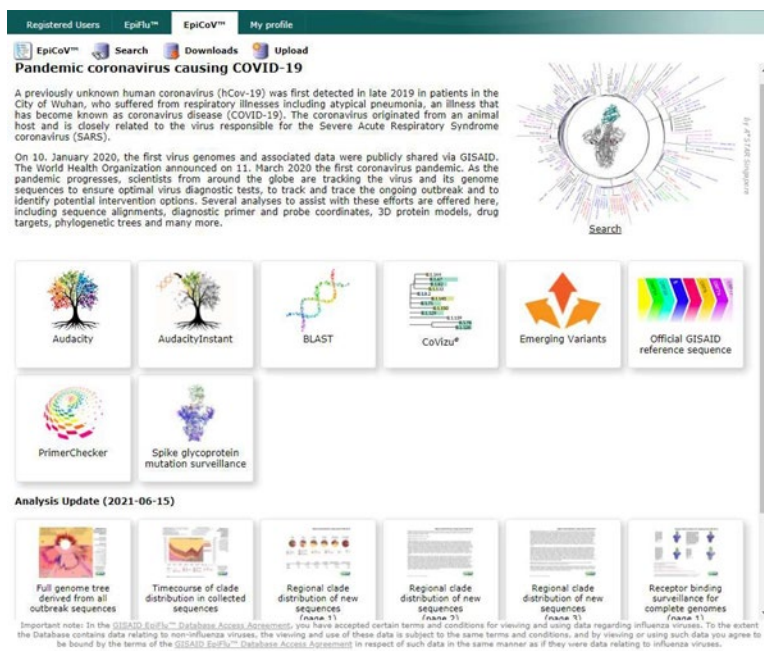 Registered Users EpiFlu™ EpiCoV™ My profile
EpiCoV™ Search Downloads Upload
Pandemic coronavirus causing COVID-19
A previously unknown human coronavirus (hCov-19) was first detected in late 2019 in patients in the
City of Wuhan, who suffered from respiratory illnesses including atypical pneumonia, an illness that
has become known as coronavirus disease (COVID-19). The coronavirus originated from an animal
host and is closely related to the virus responsible for the Severe Acute Respiratory Syndrome
coronavirus (SARS).
On 10. January 2020, the first virus genomes and associated data were publicly shared via GISAID.
The World Health Organization announced on 11. March 2020 the first coronavirus pandemic. As the
pandemic progresses, scientists from around the globe are tracking the virus and its genome
sequences to ensure optimal virus diagnostic tests, to track and trace the ongoing outbreak and to
identify potential intervention options. Several analyses to assist with these efforts are offered here,
including sequence alignments, diagnostic primer and probe coordinates, 3D protein models, drug
targets, phylogenetic trees and many more.
by A*STAR Singapore
Search
Audacity
AudacityInstant
BLAST
CoVizuᵉ
Emerging Variants
Official GISAID
reference sequence
PrimerChecker
Spike glycoprotein
mutation surveillance
Analysis Update (2021-06-15)
Full genome tree
derived from all
outbreak sequences
Timecourse of clade
distribution in collected
sequences
Regional clade
distribution of new
sequences
(page 1)
Regional clade
distribution of new
sequences
(page 2)
Regional clade
distribution of new
sequences
(page 3)
Receptor binding
surveillance for
complete genomes
(page 1)
Important note: In the GISAID EpiFlu™ Database Access Agreement, you have accepted certain terms and conditions for viewing and using data regarding influenza viruses. To the extent
the Database contains data relating to non-influenza viruses, the viewing and use of these data is subject to the same terms and conditions, and by viewing or using such data you agree to
be bound by the terms of the GISAID EpiFlu™ Database Access Agreement in respect of such data in the same manner as if they were data relating to influenza viruses.